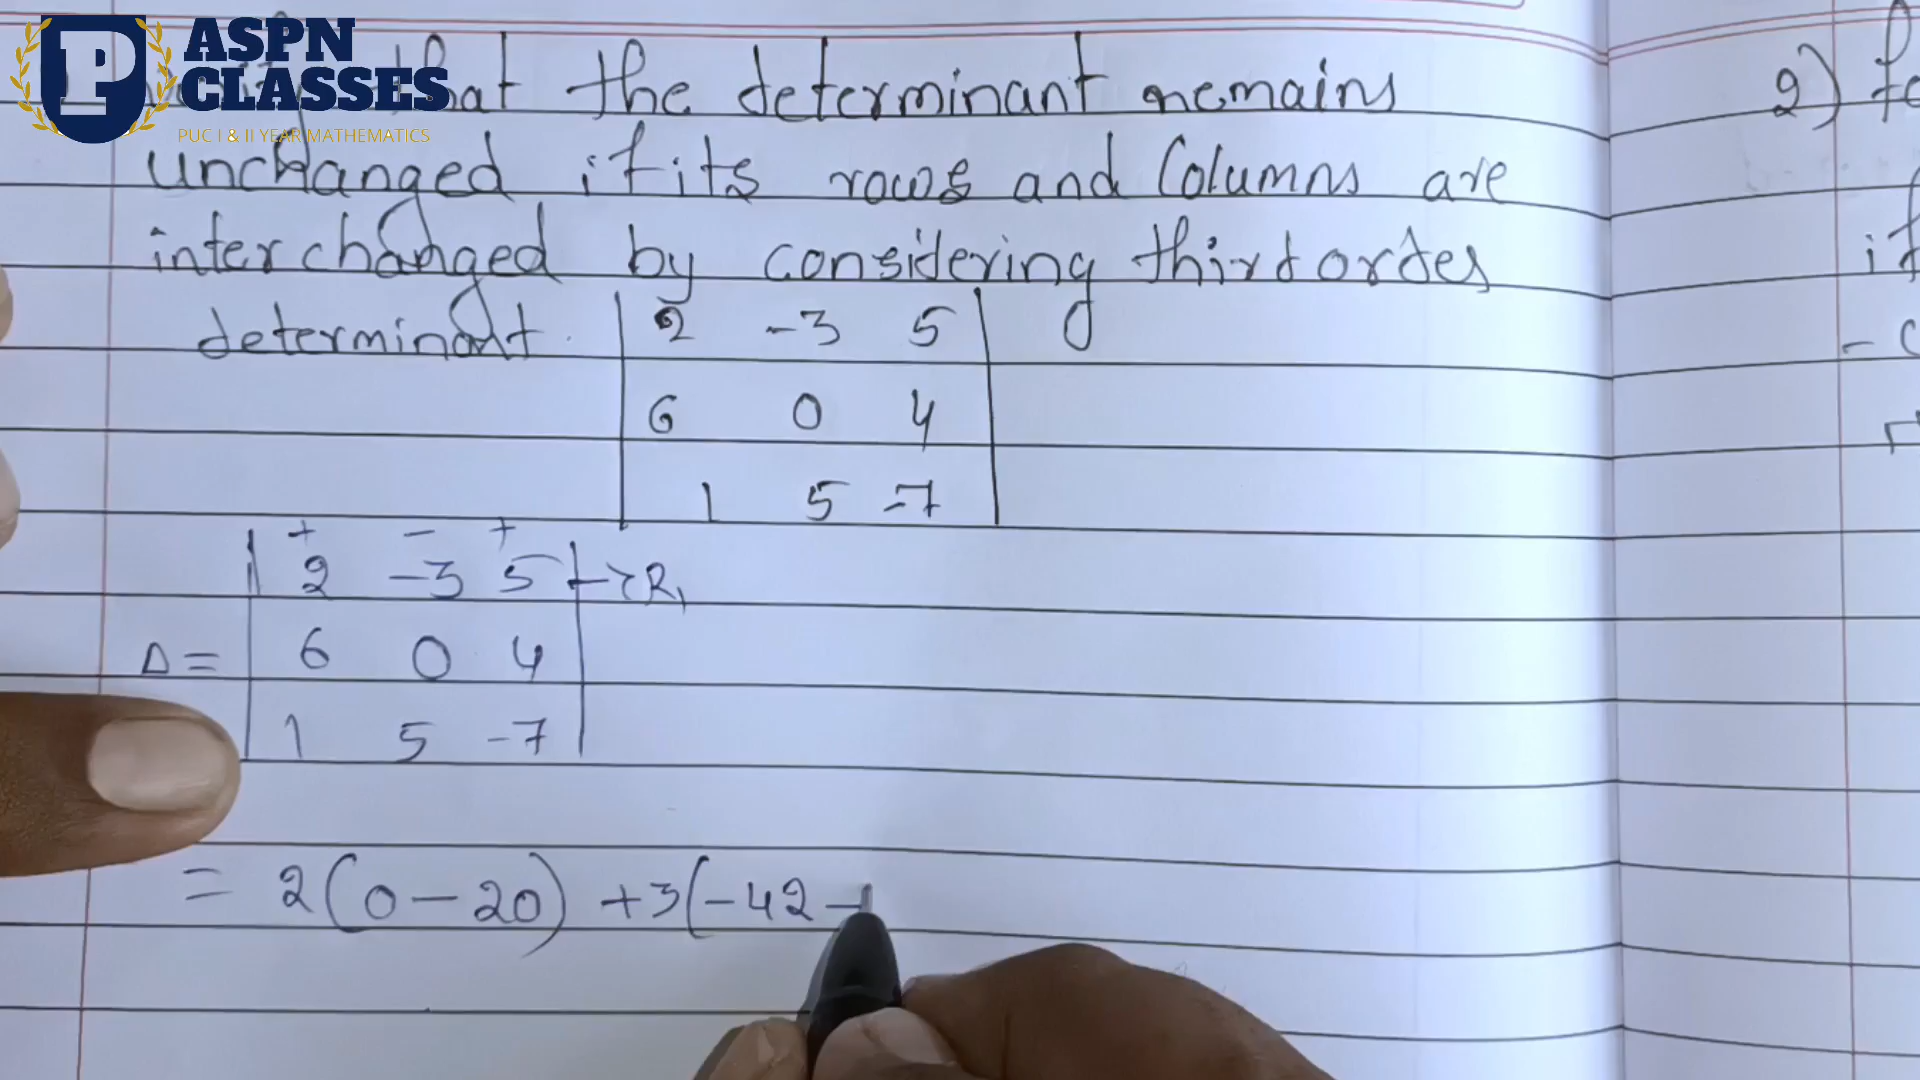 ASPN
CLASSES
PUC I & II YEAR MATHEMATICS
that the determinant remains
unchanged if its rows and Columns are
interchanged by considering third order
determinant.
2 -3 5
6 0 4
1 5 -7
+ - +
2 -3 5 → R₁
Δ = 6 0 4
1 5 -7
= 2(0-20) +3(-42-
2)
if